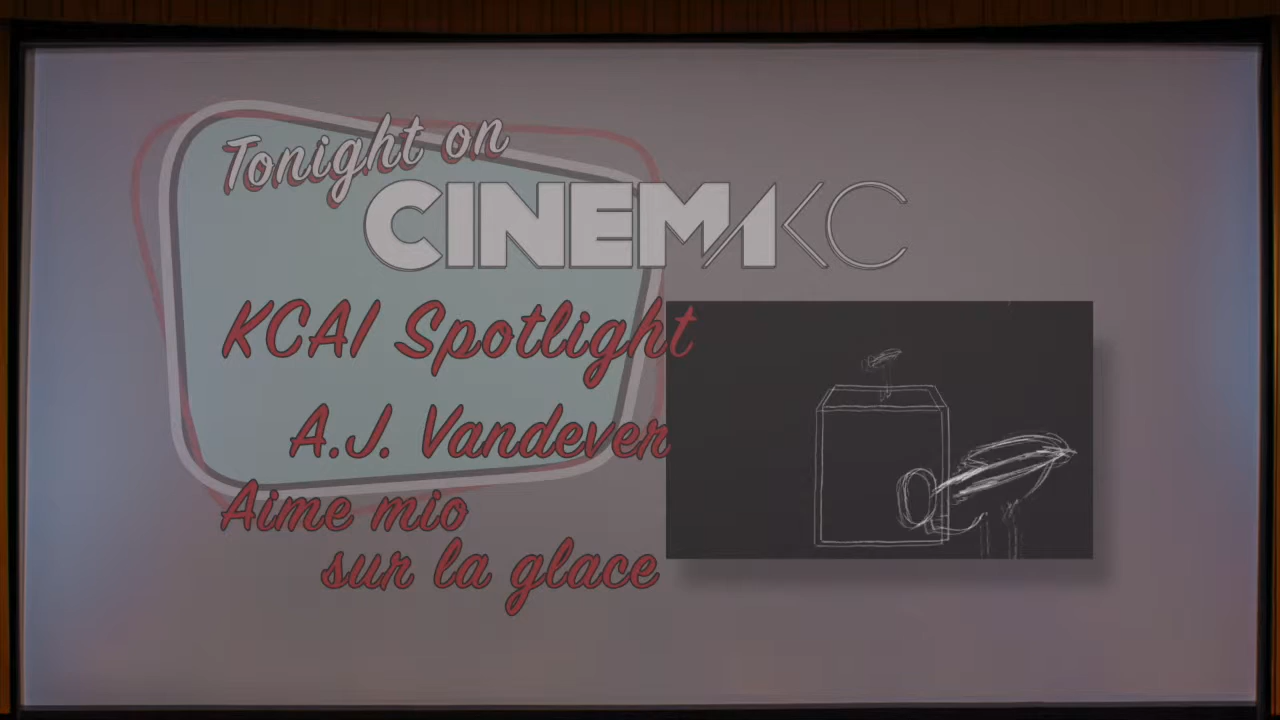 Tonight on
CINEMAKC
KCAI Spotlight
A.J. Vandever
Aime mio
sur la glace